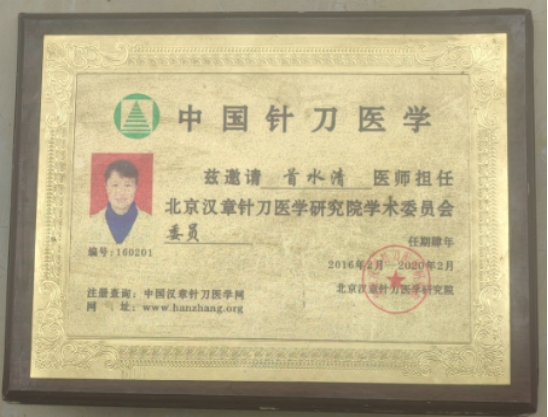 中国针刀医学
兹邀请 首水清 医师担任
北京汉章针刀医学研究院学术委员会
委员
编号:160201
任期肆年
2016年2月—2020年2月
北京汉章针刀医学研究院
注册查询:中国汉章针刀医学网
网 址:www.hanzhang.org